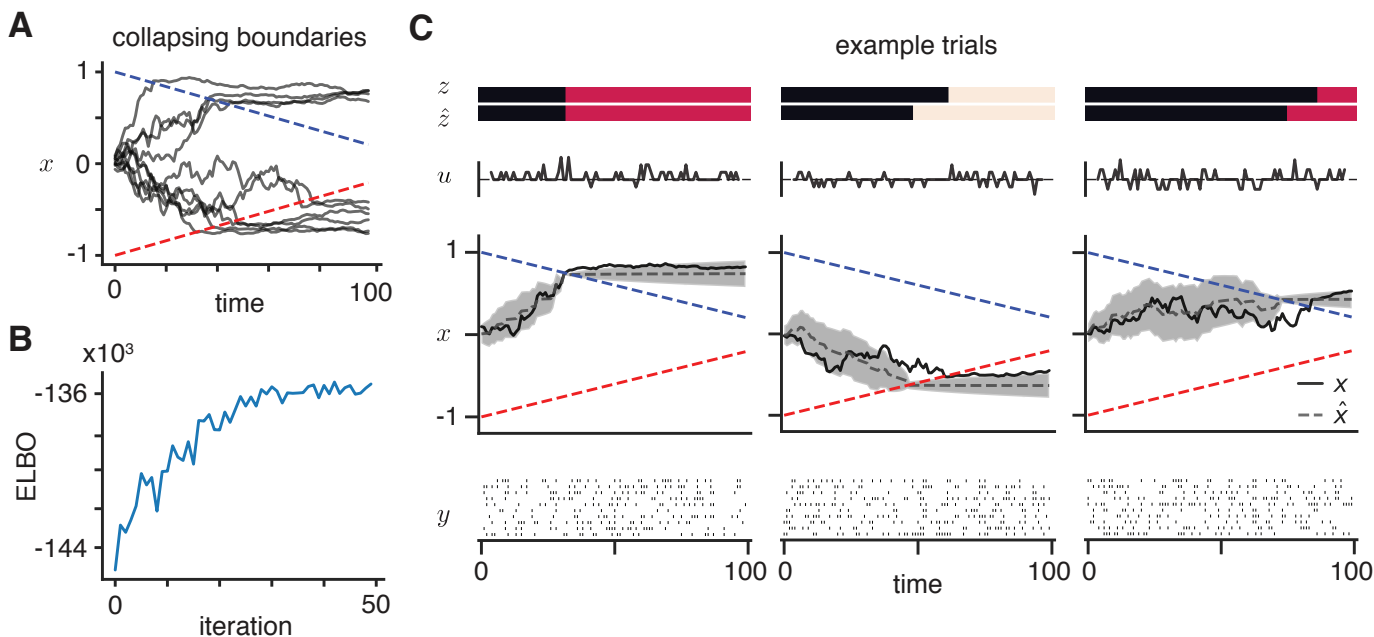 A
collapsing boundaries
1
x
0
-1
0
100
time
B
x10³
-136
ELBO
-144
0
50
iteration
C
example trials
z
ẑ
u
1
x
-1
x
x̂
y
0
100
0
100
0
100
time